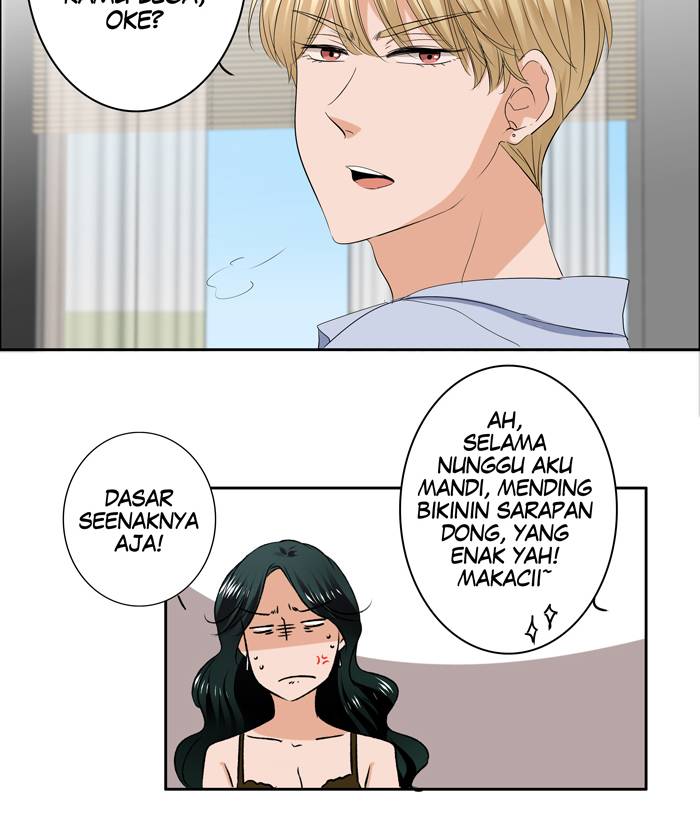 OKE?
AH,
SELAMA
NUNGGU AKU
MANDI, MENDING
BIKININ SARAPAN
DONG, YANG
ENAK YAH!
MAKACII~
DASAR
SEENAKNYA
AJA!